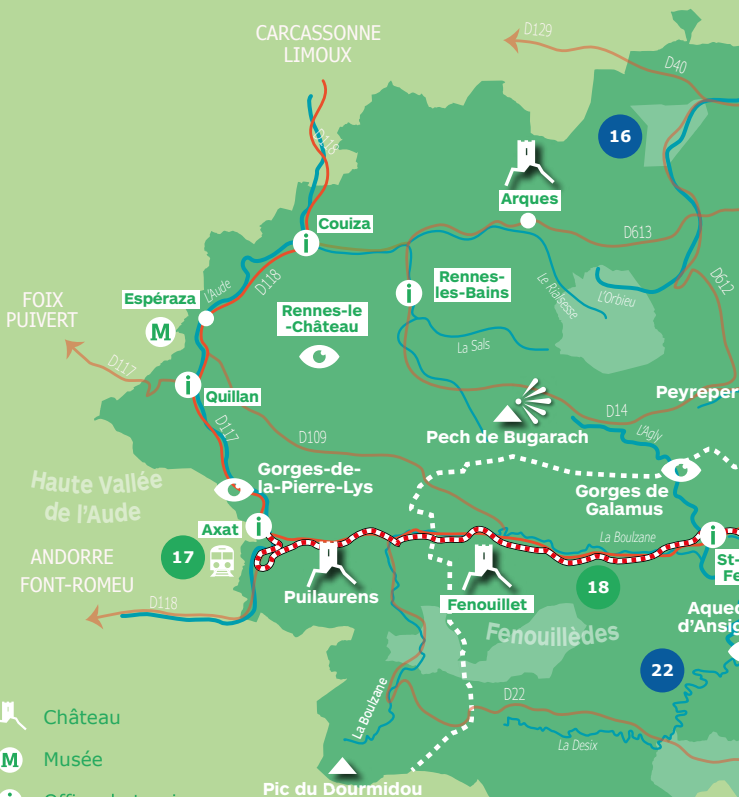 CARCASSONNE
LIMOUX
D129
D40
D118
16
Arques
Couiza
D613
L'Aude
D118
Espéraza
Rennes-
les-Bains
Le Rialsesse
L'Orbieu
D612
FOIX
PUIVERT
M
Rennes-le
-Château
La Sals
D117
Quillan
Peyreper
D117
D14
D109
Pech de Bugarach
L'Agly
Haute Vallée
de l'Aude
Gorges-de-
la-Pierre-Lys
Gorges de
Galamus
Axat
La Boulzane
ANDORRE
FONT-ROMEU
17
St-
Fe
18
Puilaurens
Fenouillet
D118
Aqued
d'Ansig
Fenouillèdes
22
La Boulzane
D22
Château
La Desix
M Musée
Pic du Dourmidou